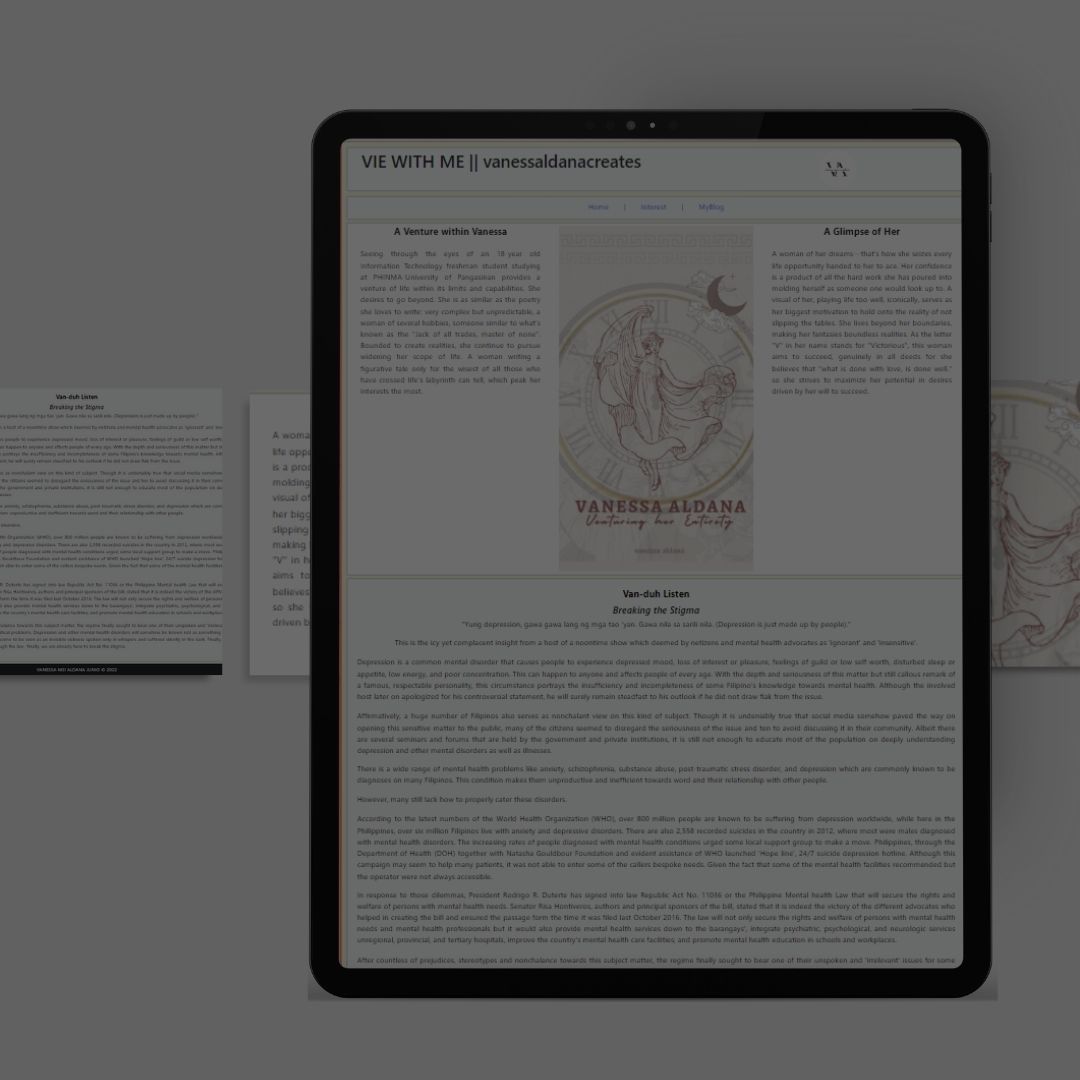 VIE WITH ME || vanessaldanacreates
VA
Home | Interest | MyBlog
A Venture within Vanessa
Seeing through the eyes of an 18-year old
Information Technology freshman student studying
at PHINMA-University of Pangasinan provides a
venture of life within its limits and capabilities. She
desires to go beyond. She is as similar as the poetry
she loves to write; very complex but unpredictable, a
woman of several hobbies, someone similar to what's
known as the "Jack of all trades, master of none".
Bounded to create realities, she continue to pursue
widening her scope of life. A woman writing a
figurative tale only for the wisest of all those who
have crossed life's labyrinth can tell, which peak her
interests the most.
VANESSA ALDANA
Venturing her Entirety
VANESSA ALDANA
A Glimpse of Her
A woman of her dreams - that's how she seizes every
life opportunity handed to her to ace. Her confidence
is a product of all the hard work she has poured into
molding herself as someone one would look up to. A
visual of her, playing life too well, iconically, serves as
her biggest motivation to hold onto the reality of not
slipping the tables. She lives beyond her boundaries,
making her fantasies boundless realities. As the letter
"V" in her name stands for "Victorious", this woman
aims to succeed, genuinely in all deeds for she
believes that "what is done with love, is done well."
so she strives to maximize her potential in desires
driven by her will to succeed.
Van-duh Listen
Breaking the Stigma
"Yung depression, gawa gawa lang ng mga tao 'yan. Gawa nila sa sarili nila. (Depression is just made up by people)."
This is the icy yet complacent insight from a host of a noontime show which deemed by netizens and mental health advocates as 'ignorant' and 'insensitive'.
Depression is a common mental disorder that causes people to experience depressed mood, loss of interest or pleasure, feelings of guild or low self worth, disturbed sleep or
appetite, low energy, and poor concentration. This can happen to anyone and affects people of every age. With the depth and seriousness of this matter but still callous remark of
a famous, respectable personality, this circumstance portrays the insufficiency and incompleteness of some Filipino's knowledge towards mental health. Although the involved
host later on apologized for his controversial statement, he will surely remain steadfast to his outlook if he did not draw flak from the issue.
Affirmatively, a huge number of Filipinos also serves as nonchalant view on this kind of subject. Though it is undeniably true that social media somehow paved the way on
opening this sensitive matter to the public, many of the citizens seemed to disregard the seriousness of the issue and ten to avoid discussing it in their community. Albeit there
are several seminars and forums that are held by the government and private institutions, it is still not enough to educate most of the population on deeply understanding
depression and other mental disorders as well as illnesses.
There is a wide range of mental health problems like anxiety, schizophrenia, substance abuse, post-traumatic stress disorder, and depression which are commonly known to be
diagnoses on many Filipinos. This condition makes them unproductive and inefficient towards word and their relationship with other people.
However, many still lack how to properly cater these disorders.
According to the latest numbers of the World Health Organization (WHO), over 800 million people are known to be suffering from depression worldwide, while here in the
Philippines, over six million Filipinos live with anxiety and depressive disorders. There are also 2,558 recorded suicides in the country in 2012, where most were males diagnosed
with mental health disorders. The increasing rates of people diagnosed with mental health conditions urged some local support group to make a move. Philippines, through the
Department of Health (DOH) together with Natasha Gouldbour Foundation and evident assistance of WHO launched 'Hope line', 24/7 suicide depression hotline. Although this
campaign may seem to help many patients, it was not able to enter some of the callers bespoke needs. Given the fact that some of the mental health facilities recommended but
the operator were not always accessible.
In response to those dilemmas, President Rodrigo R. Duterte has signed into law Republic Act No. 11036 or the Philippine Mental health Law that will secure the rights and
welfare of persons with mental health needs. Senator Risa Hontiveros, authors and principal sponsors of the bill, stated that it is indeed the victory of the different advocates who
helped in creating the bill and ensured the passage form the time it was filed last October 2016. The law will not only secure the rights and welfare of persons with mental health
needs and mental health professionals but it would also provide mental health services down to the barangays', integrate psychiatric, psychological, and neurologic services
unregional, provincial, and tertiary hospitals, improve the country's mental health care facilities, and promote mental health education in schools and workplaces.
After countless of prejudices, stereotypes and nonchalance towards this subject matter, the regime finally sought to bear one of their unspoken and 'irrelevant' issues for some
Van-duh Listen
Breaking the Stigma
VANESSA NOI ALDANA JUNIO © 2022
A woma
life oppo
is a prod
molding
visual of
her bigg
slipping
making
"V" in h
aims to
believes
so she
driven b